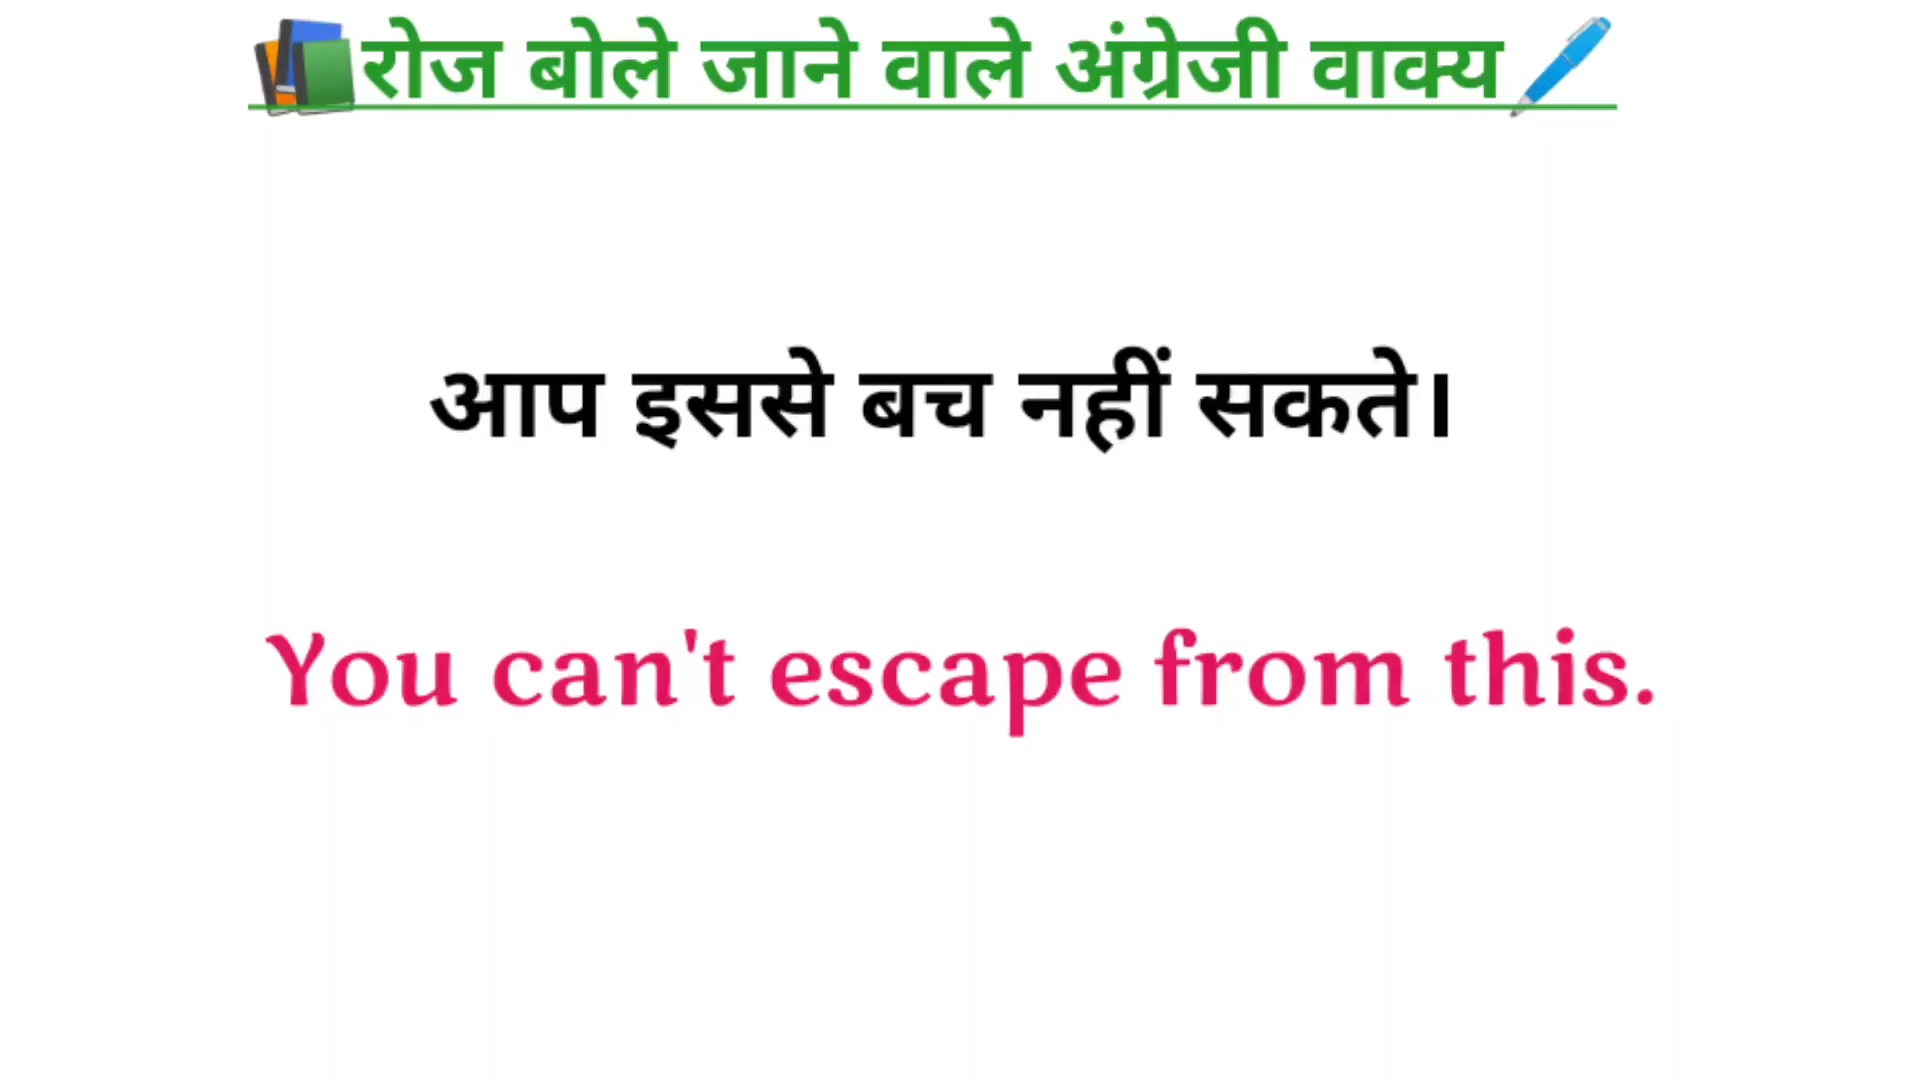 📚रोज बोले जाने वाले अंग्रेजी वाक्य🖊️
आप इससे बच नहीं सकते।
You can't escape from this.